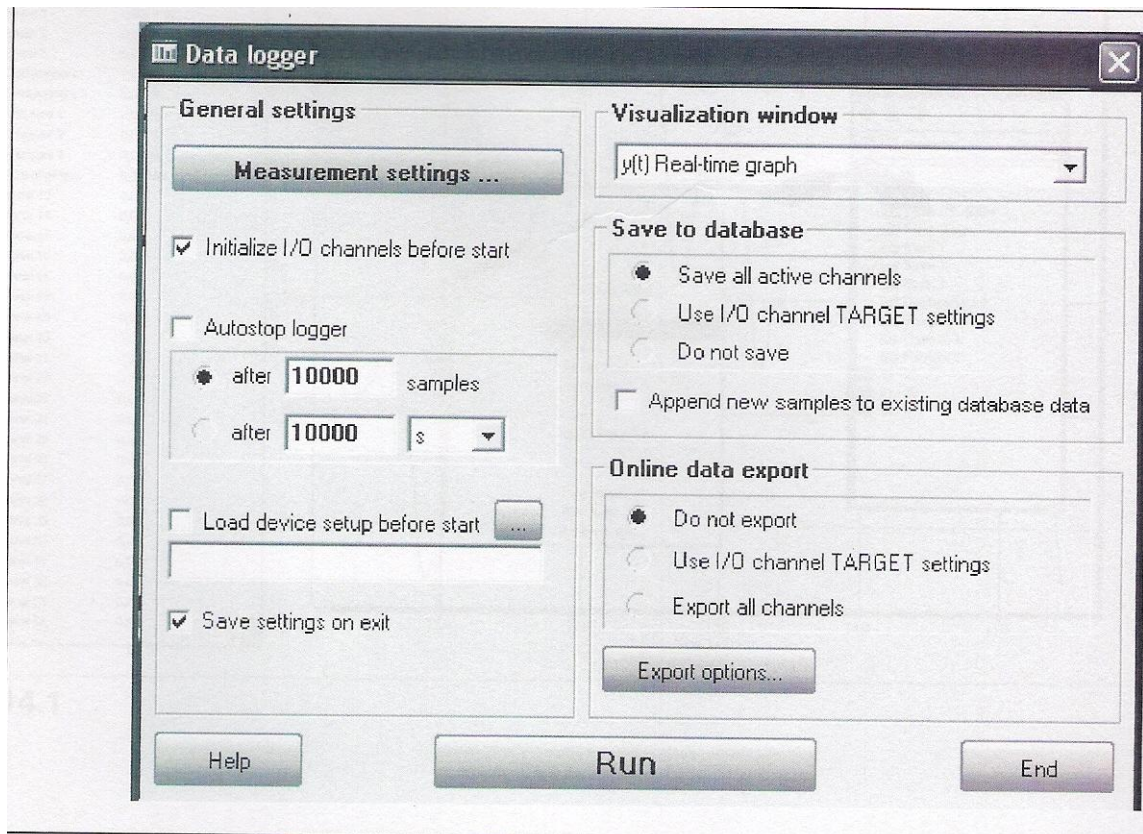 Data logger
General settings
Measurement settings ...
Initialize I/O channels before start
Autostop logger
after 10000 samples
after 10000 s
Load device setup before start ...
Save settings on exit
Visualization window
y(t) Real-time graph
Save to database
Save all active channels
Use I/O channel TARGET settings
Do not save
Append new samples to existing database data
Online data export
Do not export
Use I/O channel TARGET settings
Export all channels
Export options...
Help
Run
End